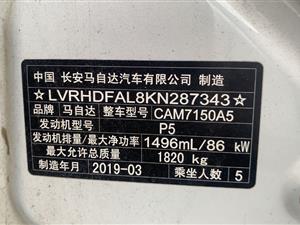 中国 长安马自达汽车有限公司 制造
☆LVRHDFAL8KN287343☆
品牌 马自达 整车型号 CAM7150A5
发动机型号 P5
发动机排量/最大净功率 1496mL/86 kW
最大允许总质量 1820 kg
制造年月 2019-03 乘坐人数 5